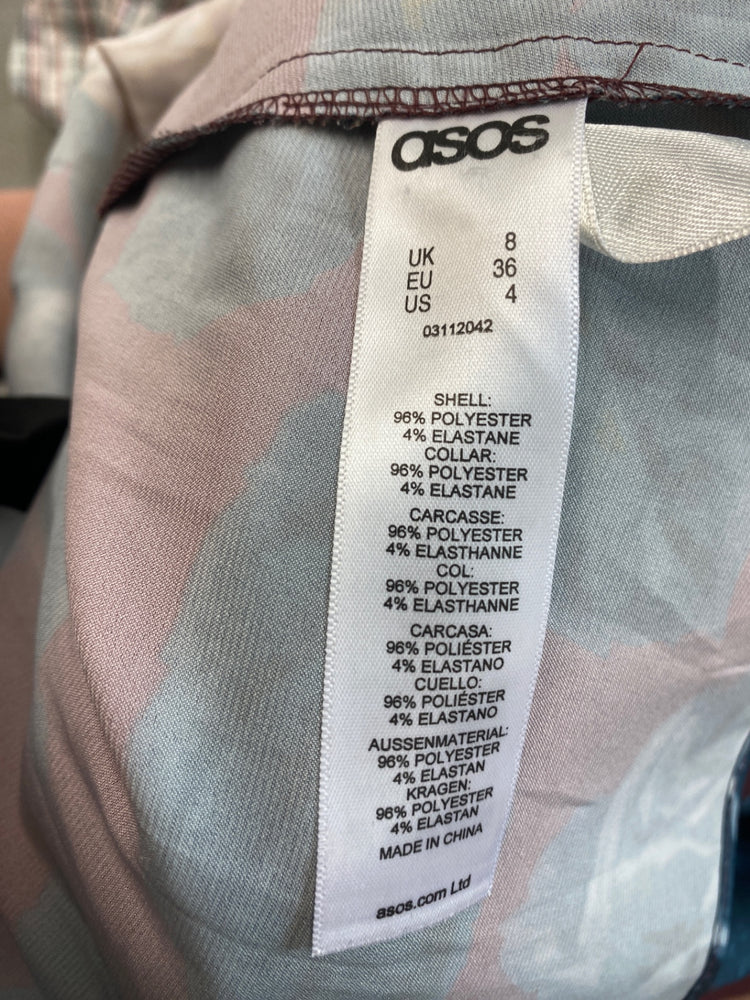 asos
UK 8
EU 36
US 4
03112042
SHELL:
96% POLYESTER
4% ELASTANE
COLLAR:
96% POLYESTER
4% ELASTANE
CARCASSE:
96% POLYESTER
4% ELASTHANNE
COL:
96% POLYESTER
4% ELASTHANNE
CARCASA:
96% POLIÉSTER
4% ELASTANO
CUELLO:
96% POLIÉSTER
4% ELASTANO
AUSSENMATERIAL:
96% POLYESTER
4% ELASTAN
KRAGEN:
96% POLYESTER
4% ELASTAN
MADE IN CHINA
asos.com Ltd